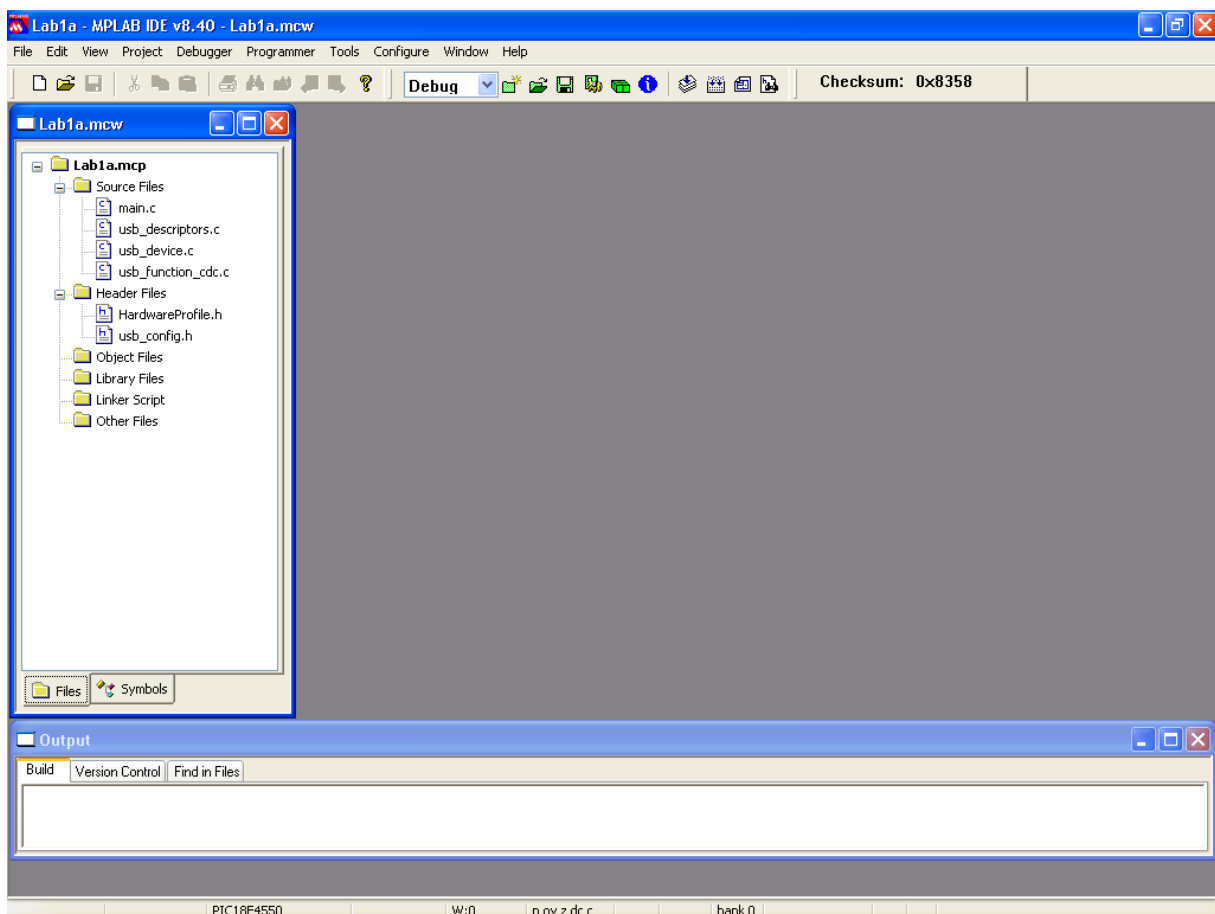 Lab1a - MPLAB IDE v8.40 - Lab1a.mcw
File Edit View Project Debugger Programmer Tools Configure Window Help
Debug Checksum: 0x8358
Lab1a.mcw
Lab1a.mcp
Source Files
main.c
usb_descriptors.c
usb_device.c
usb_function_cdc.c
Header Files
HardwareProfile.h
usb_config.h
Object Files
Library Files
Linker Script
Other Files
Files Symbols
Output
Build Version Control Find in Files
PIC18F4550 W:0 n ov z dc c bank 0